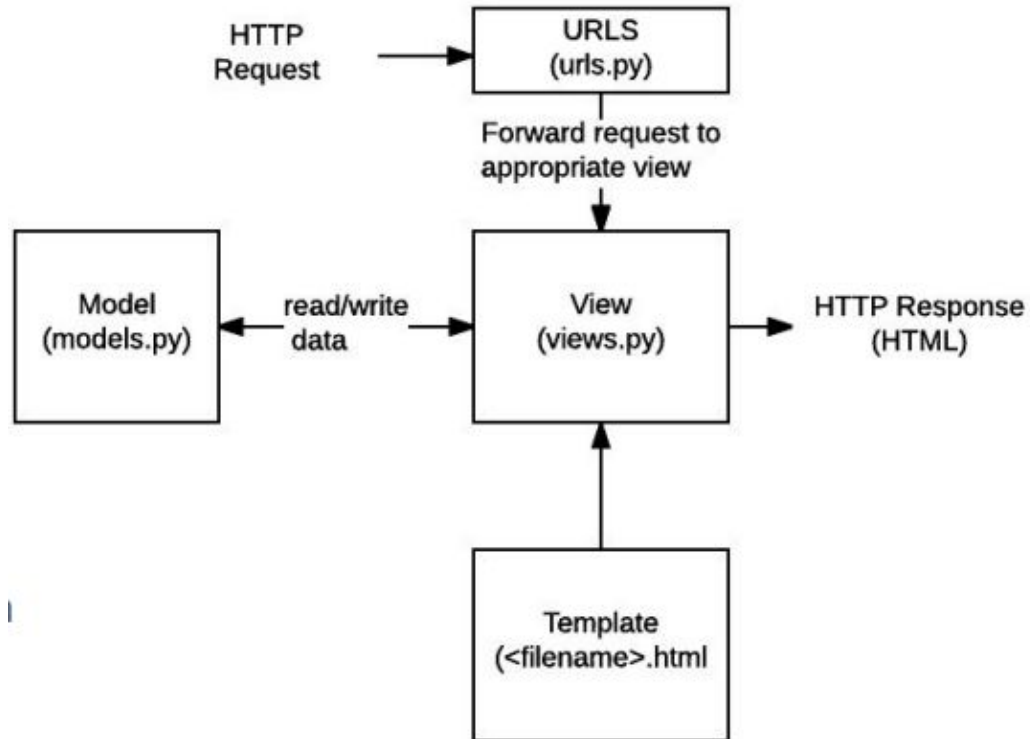 HTTP
Request
URLS
(urls.py)
Forward request to
appropriate view
Model
(models.py)
read/write
data
View
(views.py)
HTTP Response
(HTML)
Template
(<filename>.html